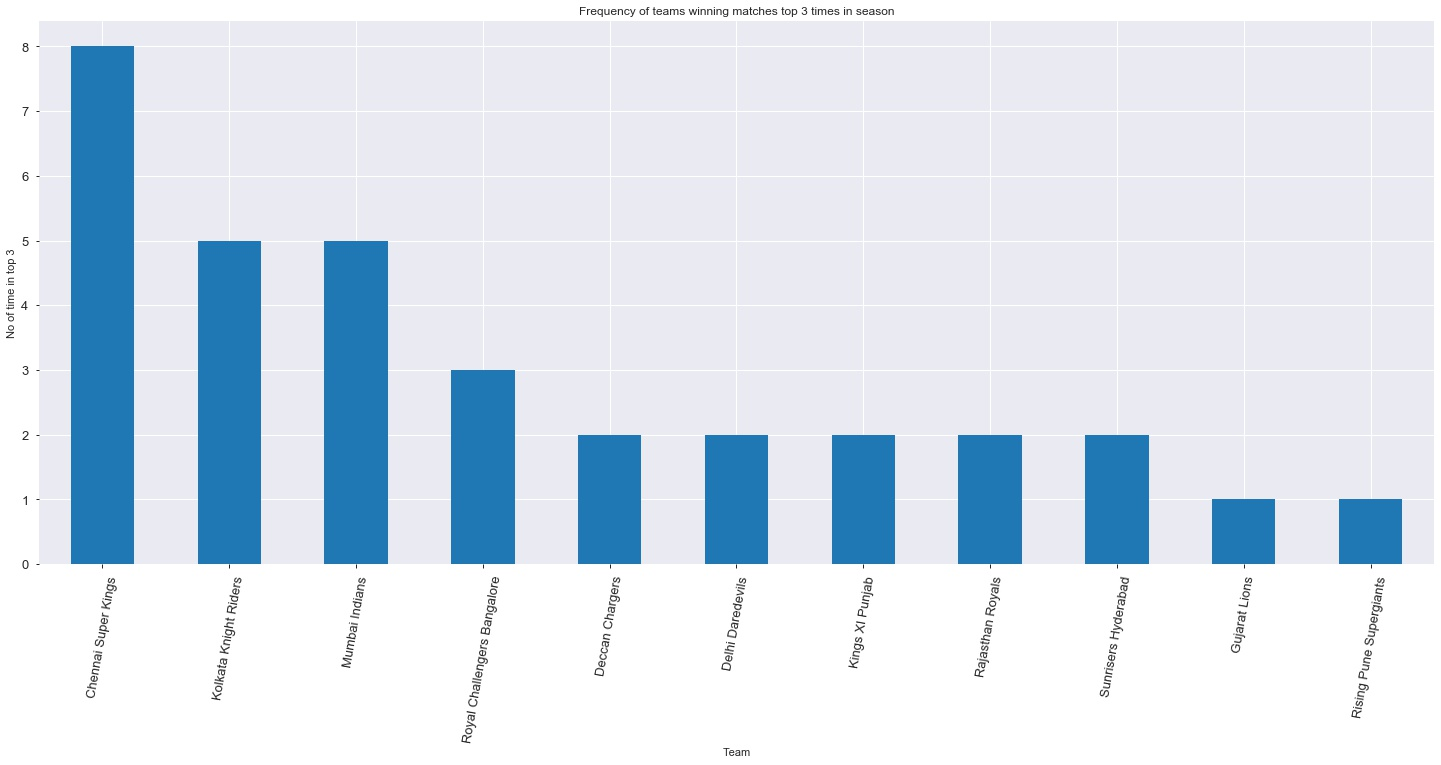 Frequency of teams winning matches top 3 times in season
No of time in top 3
8
7
6
5
4
3
2
1
0
Chennai Super Kings
Kolkata Knight Riders
Mumbai Indians
Royal Challengers Bangalore
Deccan Chargers
Delhi Daredevils
Kings XI Punjab
Rajasthan Royals
Sunrisers Hyderabad
Gujarat Lions
Rising Pune Supergiants
Team